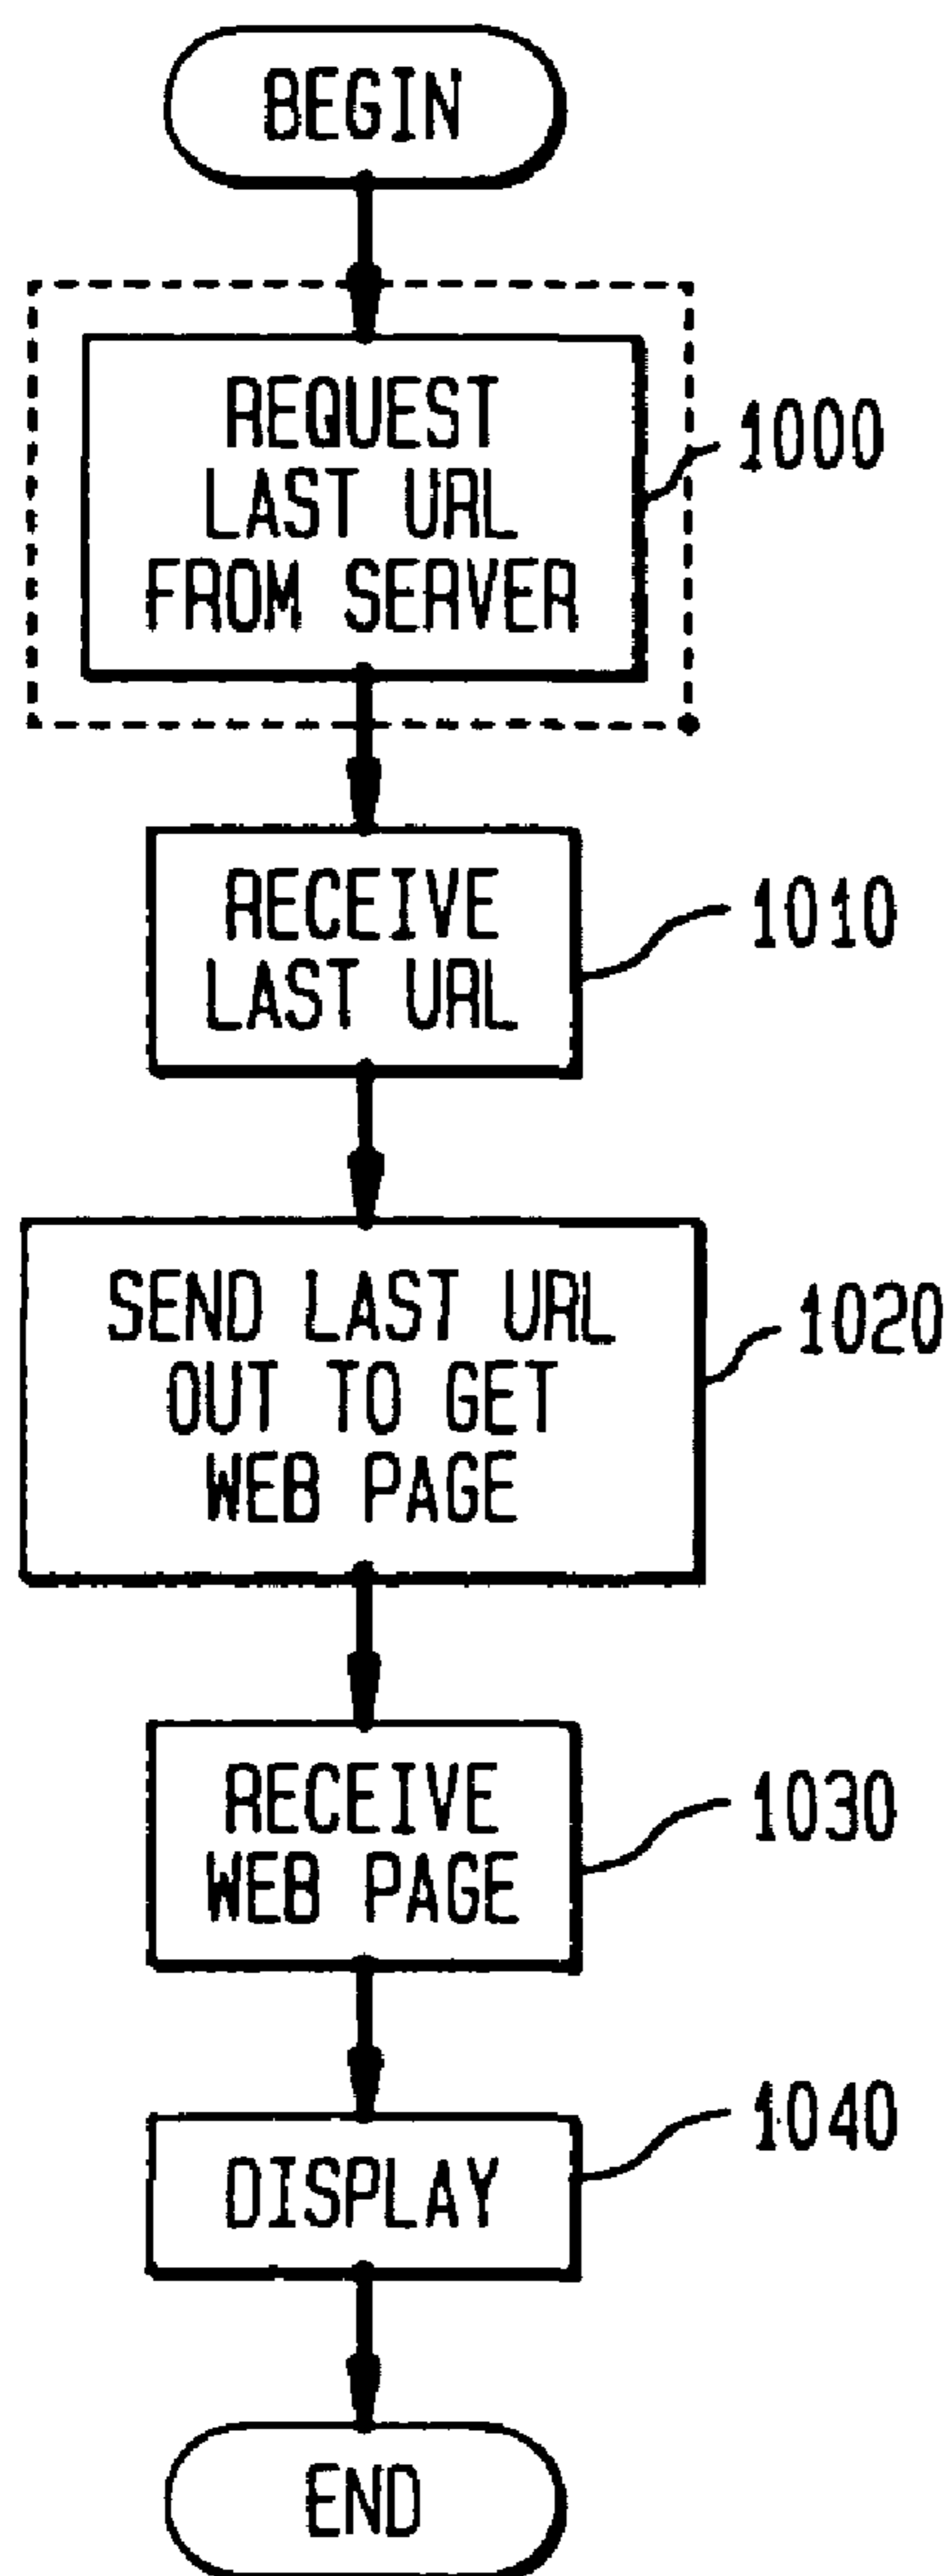 BEGIN
REQUEST
LAST URL
FROM SERVER
1000
RECEIVE
LAST URL
1010
SEND LAST URL
OUT TO GET
WEB PAGE
1020
RECEIVE
WEB PAGE
1030
DISPLAY
1040
END